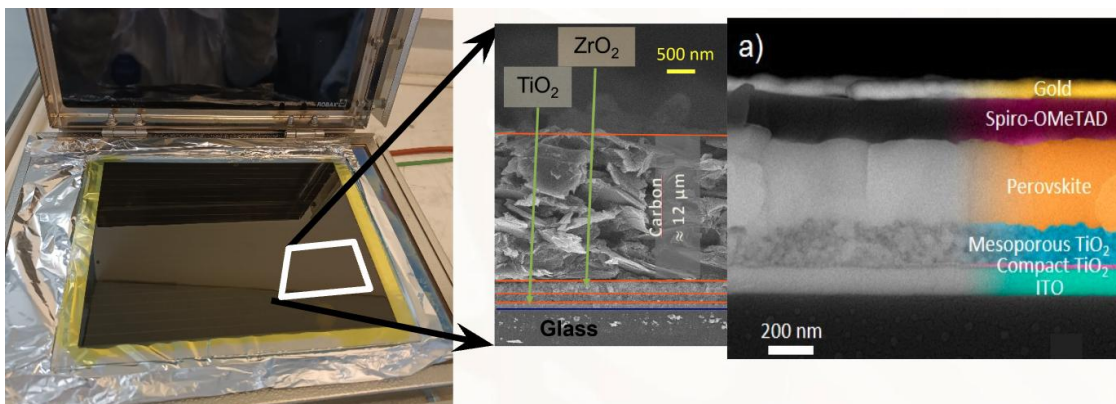 ZrO₂
500 nm
TiO₂
Carbon
≈ 12 µm
Glass
a)
Gold
Spiro-OMeTAD
Perovskite
Mesoporous TiO₂
Compact TiO₂
ITO
200 nm